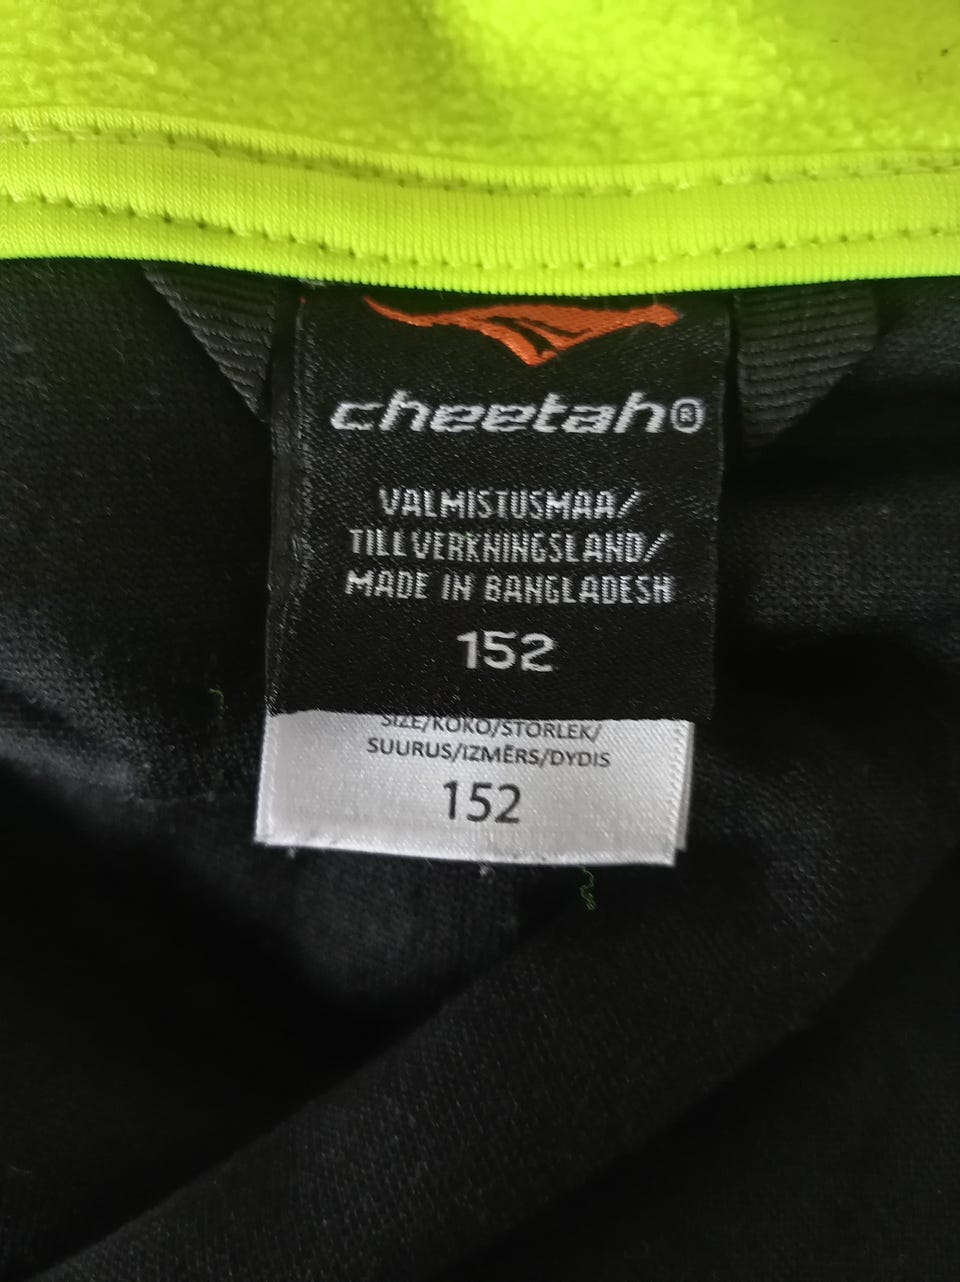 cheetah®
VALMISTUSMAA/
TILLVERKNINGSLAND/
MADE IN BANGLADESH
152
SIZE/KOKO/STORLEK/
SUURUS/IZMĒRS/DYDIS
152